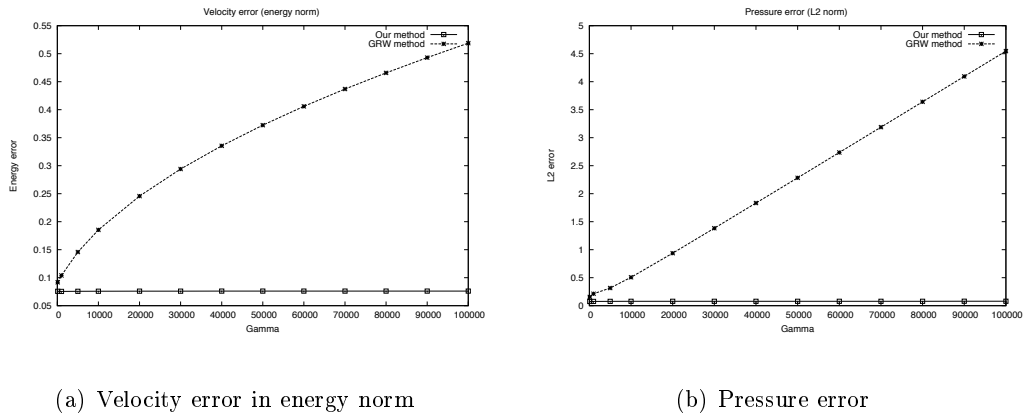 Velocity error (energy norm)
Our method
GRW method
0.55
0.5
0.45
0.4
0.35
0.3
0.25
0.2
0.15
0.1
0.05
Energy error
0 10000 20000 30000 40000 50000 60000 70000 80000 90000 100000
Gamma
(a) Velocity error in energy norm
Pressure error (L2 norm)
Our method
GRW method
5
4.5
4
3.5
3
2.5
2
1.5
1
0.5
0
L2 error
0 10000 20000 30000 40000 50000 60000 70000 80000 90000 100000
Gamma
(b) Pressure error